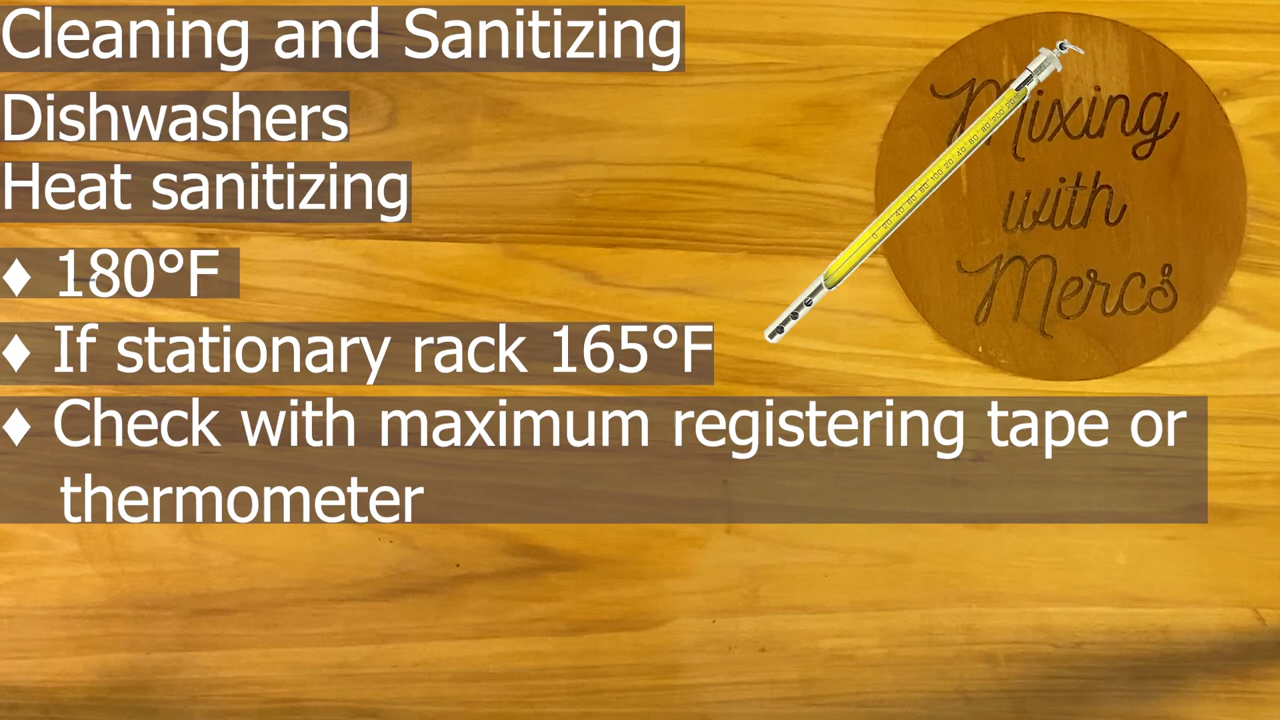 Cleaning and Sanitizing
Dishwashers
Heat sanitizing
♦ 180°F
♦ If stationary rack 165°F
♦ Check with maximum registering tape or
thermometer
Mixing
with
Mercs